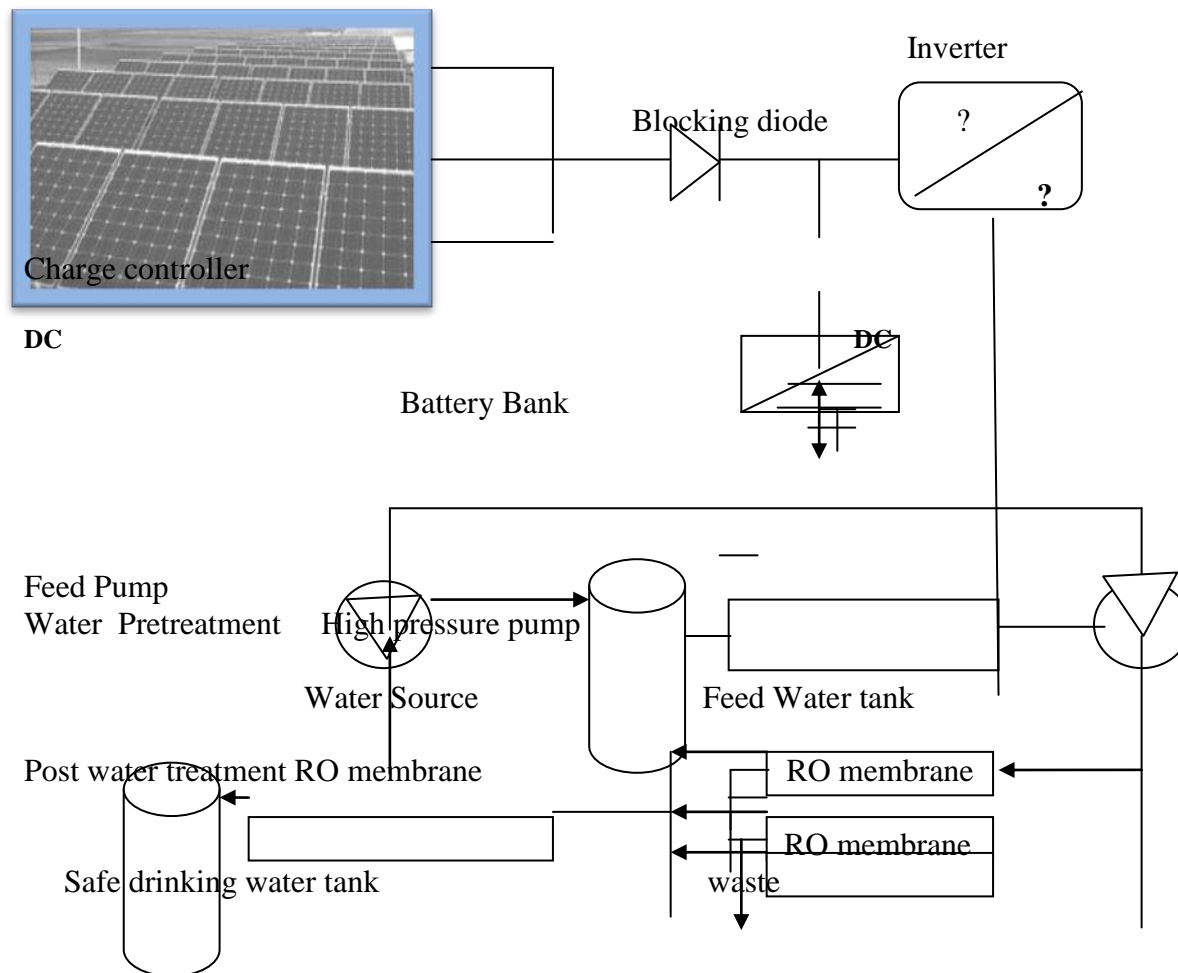 Inverter
Blocking diode
?
?
Charge controller
DC DC
Battery Bank
Feed Pump
Water Pretreatment High pressure pump
Water Source Feed Water tank
Post water treatment RO membrane RO membrane
RO membrane
Safe drinking water tank waste